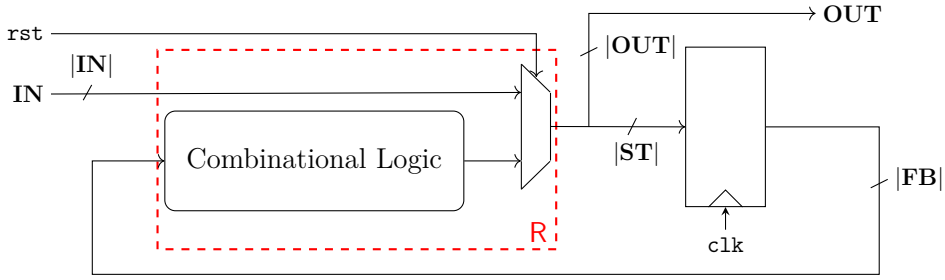 OUT
rst
|OUT|
|IN|
IN
Combinational Logic
|ST|
|FB|
R
clk